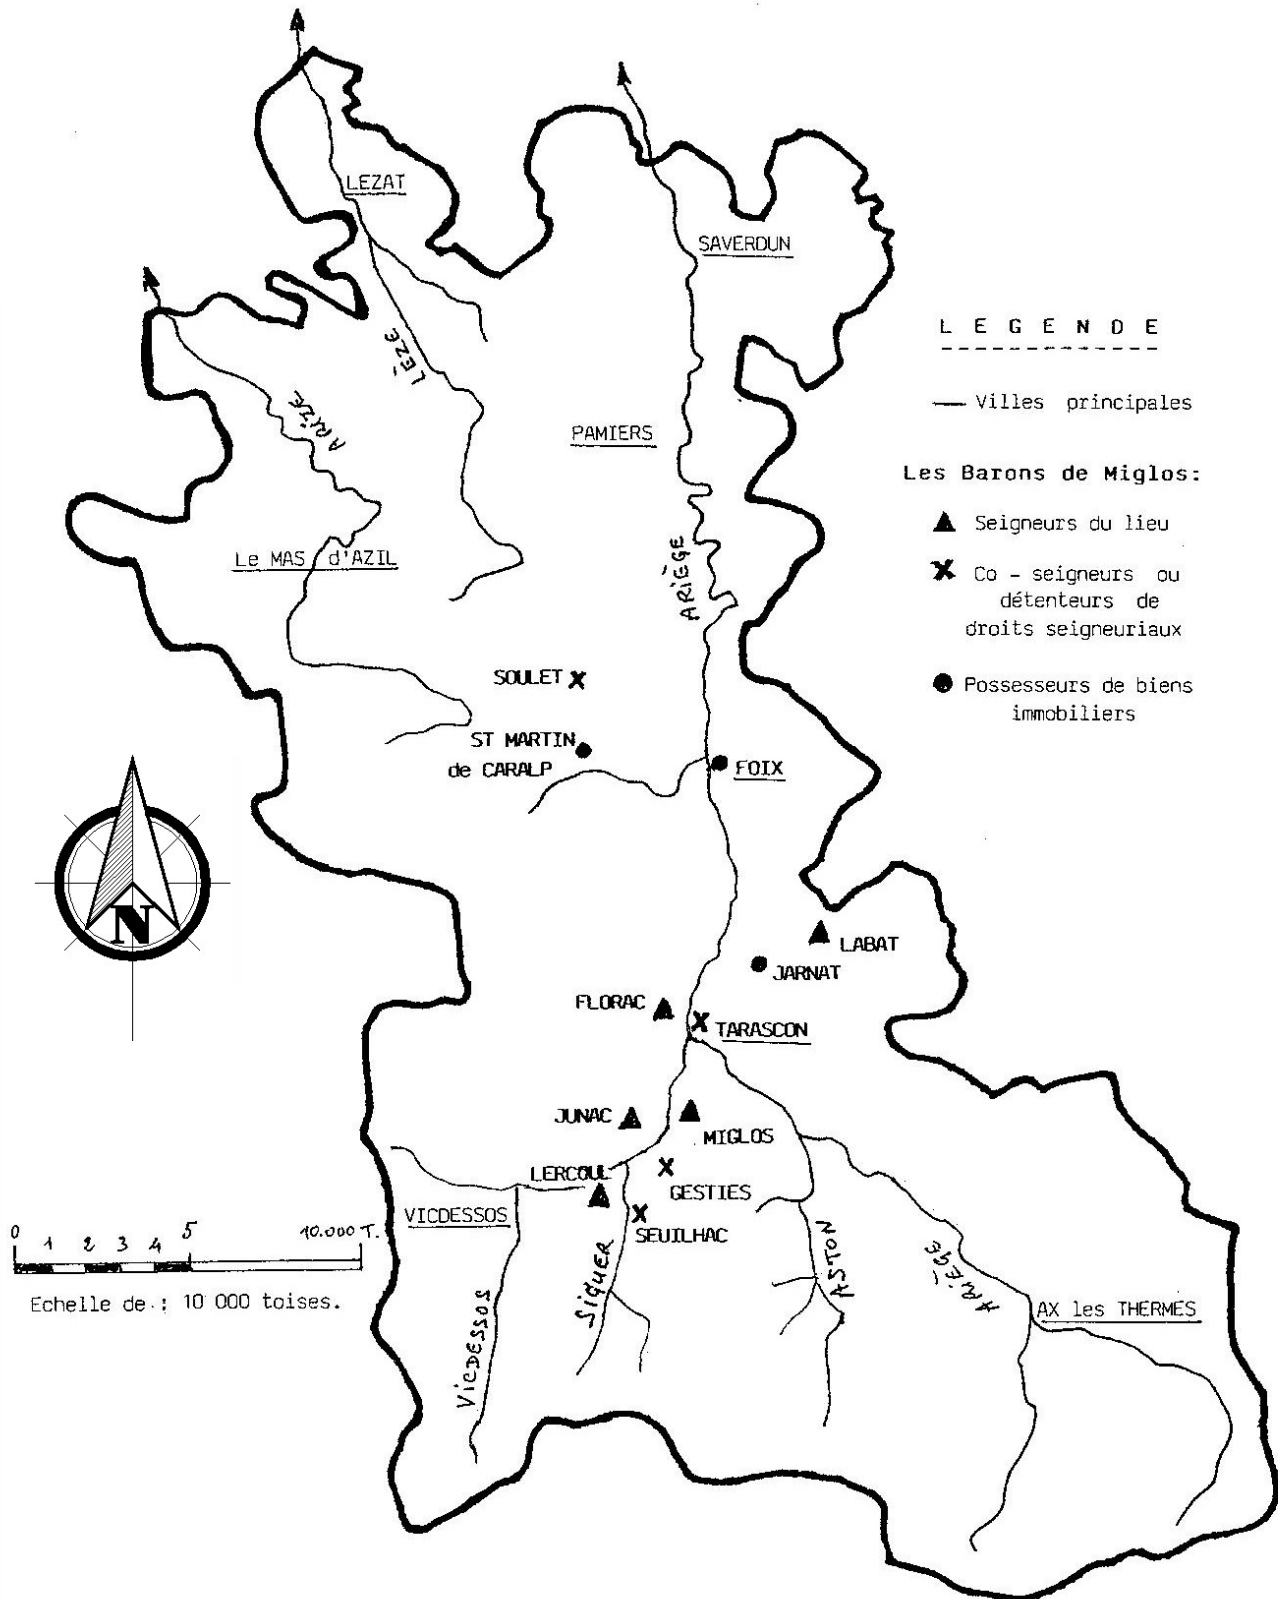 LEZAT
SAVERDUN
LÈZE
ARIZE
PAMIERS
ARIÈGE
Le MAS d'AZIL
SOULET
ST MARTIN
de CARALP
FOIX
LABAT
JARNAT
FLORAC
TARASCON
JUNAC
MIGLOS
LERCOUL
GESTIES
VICDESSOS
SEUILHAC
SIGUER
ASTON
ARIÈGE
VICDESSOS
AX les THERMES
L E G E N D E
Villes principales
Les Barons de Miglos:
Seigneurs du lieu
Co - seigneurs ou
détenteurs de
droits seigneuriaux
Possesseurs de biens
immobiliers
N
0 1 2 3 4 5 10.000 T.
Echelle de : 10 000 toises.